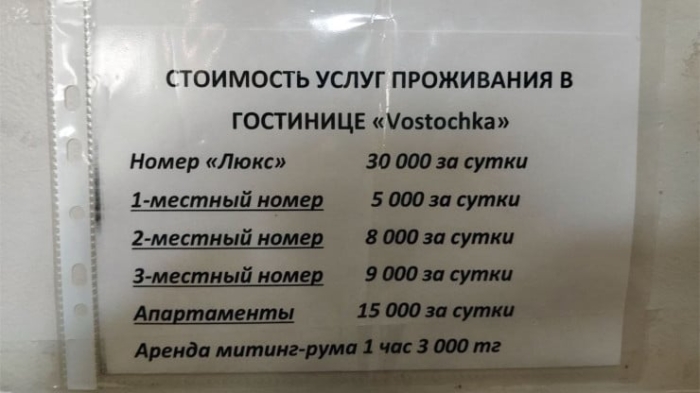 СТОИМОСТЬ УСЛУГ ПРОЖИВАНИЯ В
ГОСТИНИЦЕ «Vostochka»
Номер «Люкс» 30 000 за сутки
1-местный номер 5 000 за сутки
2-местный номер 8 000 за сутки
3-местный номер 9 000 за сутки
Апартаменты 15 000 за сутки
Аренда митинг-рума 1 час 3 000 тг